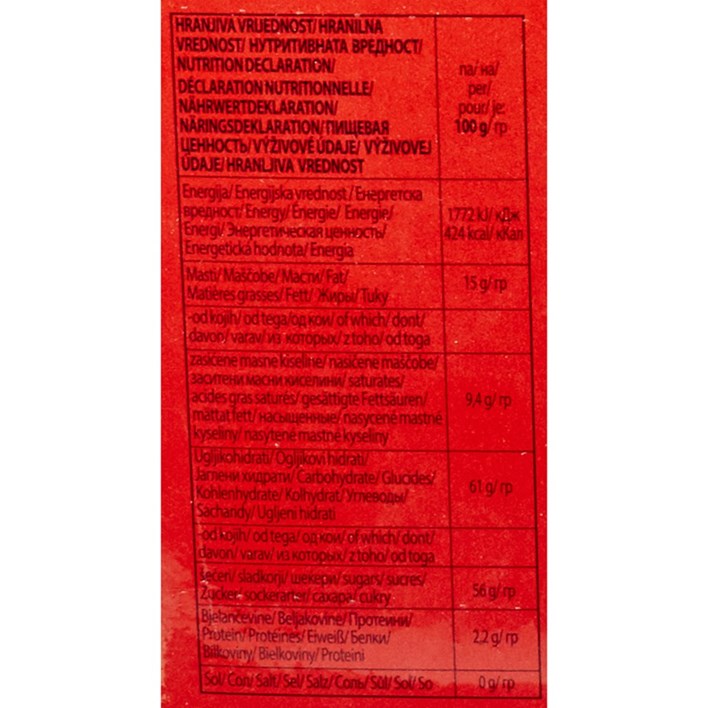 HRANJIVA VRIJEDNOST/ HRANILNA
VREDNOST/ НУТРИТИВНАТА ВРЕДНОСТ/
NUTRITION DECLARATION/
DÉCLARATION NUTRITIONNELLE/
NÄHRWERTDEKLARATION/
NÄRINGSDEKLARATION/ПИЩЕВАЯ
ЦЕННОСТЬ/ VÝŽIVOVÉ ÚDAJE/ VÝŽIVOVEJ
ÚDAJE/ HRANLJIVA VREDNOST
na/ на/
per/
pour/ je:
100 g/ гр
Energija/ Energijska vrednost / Енергетска
вредност/ Energy/ Énergie/ Energie/
Energi/ Энергетическая ценность/
Energetická hodnota/ Energia
1772 kJ/ кДж
424 kcal/ кКал
Masti/ Maščobe/ Масти/ Fat/
Matières grasses/ Fett/ Жиры/ Tuky
15 g/ гр
-od kojih/ od tega/ од кои/ of which/ dont/
davon/ varav/ из которых/ z toho/ od toga
zasićene masne kiseline/ nasičene maščobe/
заситени масни киселини/ saturates/
acides gras saturés/ gesättigte Fettsäuren/
mättat fett/ насыщенные/ nasycené mastné
kyseliny/ nasýtené mastné kyseliny
9,4 g/ гр
Ugljikohidrati/ Ogljikovi hidrati/
Јаглени хидрати/ Carbohydrate/ Glucides/
Kohlenhydrate/ Kolhydrat/ Углеводы/
Sacharidy/ Ugljeni hidrati
61 g/ гр
-od kojih/ od tega/ од кои/ of which/ dont/
davon/ varav/ из которых/ z toho/ od toga
šećeri/ sladkorji/ шеќери/ sugars/ sucres/
Zucker/ sockerarter/ сахара/ cukry
56 g/ гр
Bjelančevine/ Beljakovine/ Протеини/
Protein/ Protéines/ Eiweiß/ Белки/
Bílkoviny/ Bielkoviny/ Proteini
2,2 g/ гр
Sol/ Сол/ Salt/ Sel/ Salz/ Соль/ Sůl/ Soľ/ So
0 g/ гр